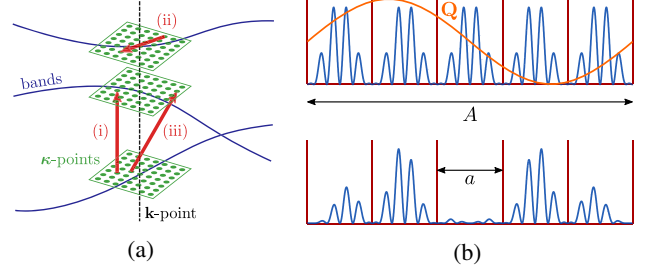 (ii)
bands
(i)
(iii)
κ-points
k-point
(a)
Q
A
a
(b)